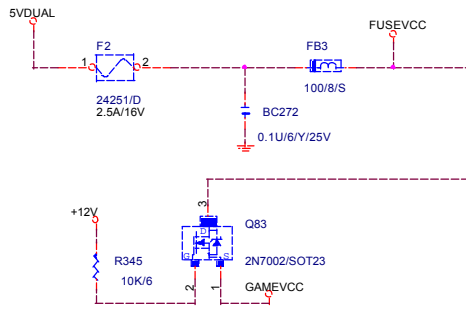 5VDUAL
FUSEVCC
F2
FB3
1
2
24251/D
2.5A/16V
100/8/S
BC272
0.1U/6/Y/25V
3
+12V
Q83
D
R345
G
S
2N7002/SOT23
10K/6
2
1
GAMEVCC